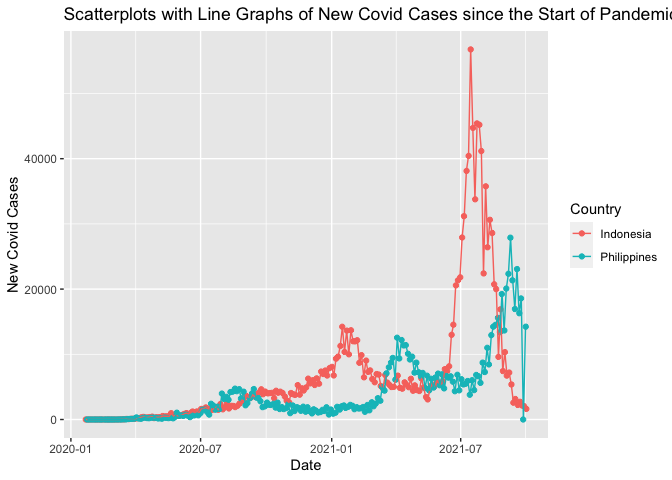 Scatterplots with Line Graphs of New Covid Cases since the Start of Pandemic
New Covid Cases
40000
20000
0
2020-01
2020-07
2021-01
2021-07
Date
Country
Indonesia
Philippines